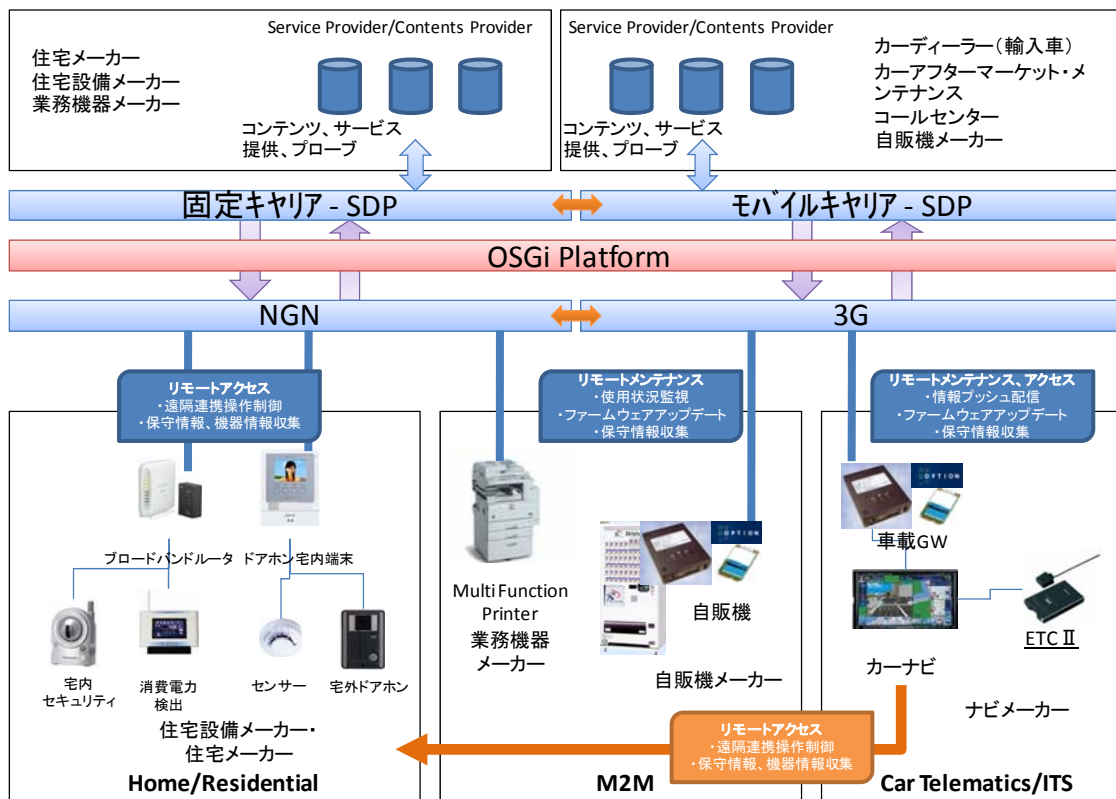 Service Provider/Contents Provider
住宅メーカー
住宅設備メーカー
業務機器メーカー
コンテンツ、サービス
提供、プローブ
Service Provider/Contents Provider
カーディーラー（輸入車）
カーアフターマーケット・メ
ンテナンス
コールセンター
自販機メーカー
コンテンツ、サービス
提供、プローブ
固定キャリア - SDP
モバイルキャリア - SDP
OSGi Platform
NGN
3G
リモートアクセス
・遠隔連携操作制御
・保守情報、機器情報収集
リモートメンテナンス
・使用状況監視
・ファームウェアアップデート
・保守情報収集
リモートメンテナンス、アクセス
・情報プッシュ配信
・ファームウェアアップデート
・保守情報収集
ブロードバンドルータ
ドアホン宅内端末
宅内
セキュリティ
消費電力
検出
センサー
宅外ドアホン
住宅設備メーカー・
住宅メーカー
Home/Residential
Multi Function
Printer
業務機器
メーカー
OPTION
自販機
自販機メーカー
M2M
OPTION
車載GW
カーナビ
ETCⅡ
ナビメーカー
リモートアクセス
・遠隔連携操作制御
・保守情報、機器情報収集
Car Telematics/ITS